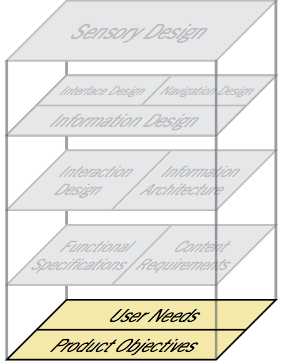 Sensory Design
Interface Design Navigation Design
Information Design
Interaction Design
Information Architecture
Functional Specifications
Content Requirements
User Needs
Product Objectives